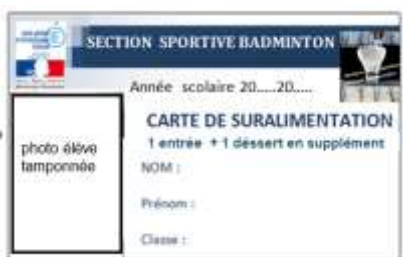 SECTION SPORTIVE BADMINTON
Année scolaire 20.....20.....
CARTE DE SURALIMENTATION
1 entrée + 1 déssert en supplément
photo élève
tamponnée
NOM :
Prénom :
Classe :